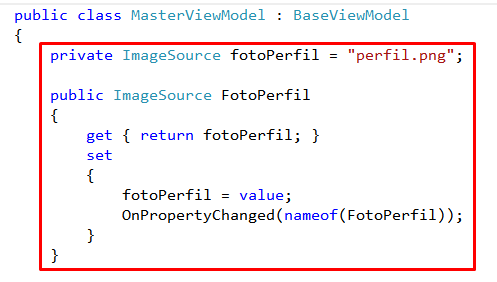 public class MasterViewModel : BaseViewModel
{
private ImageSource fotoPerfil = "perfil.png";
public ImageSource FotoPerfil
{
get { return fotoPerfil; }
set
{
fotoPerfil = value;
OnPropertyChanged(nameof(FotoPerfil));
}
}